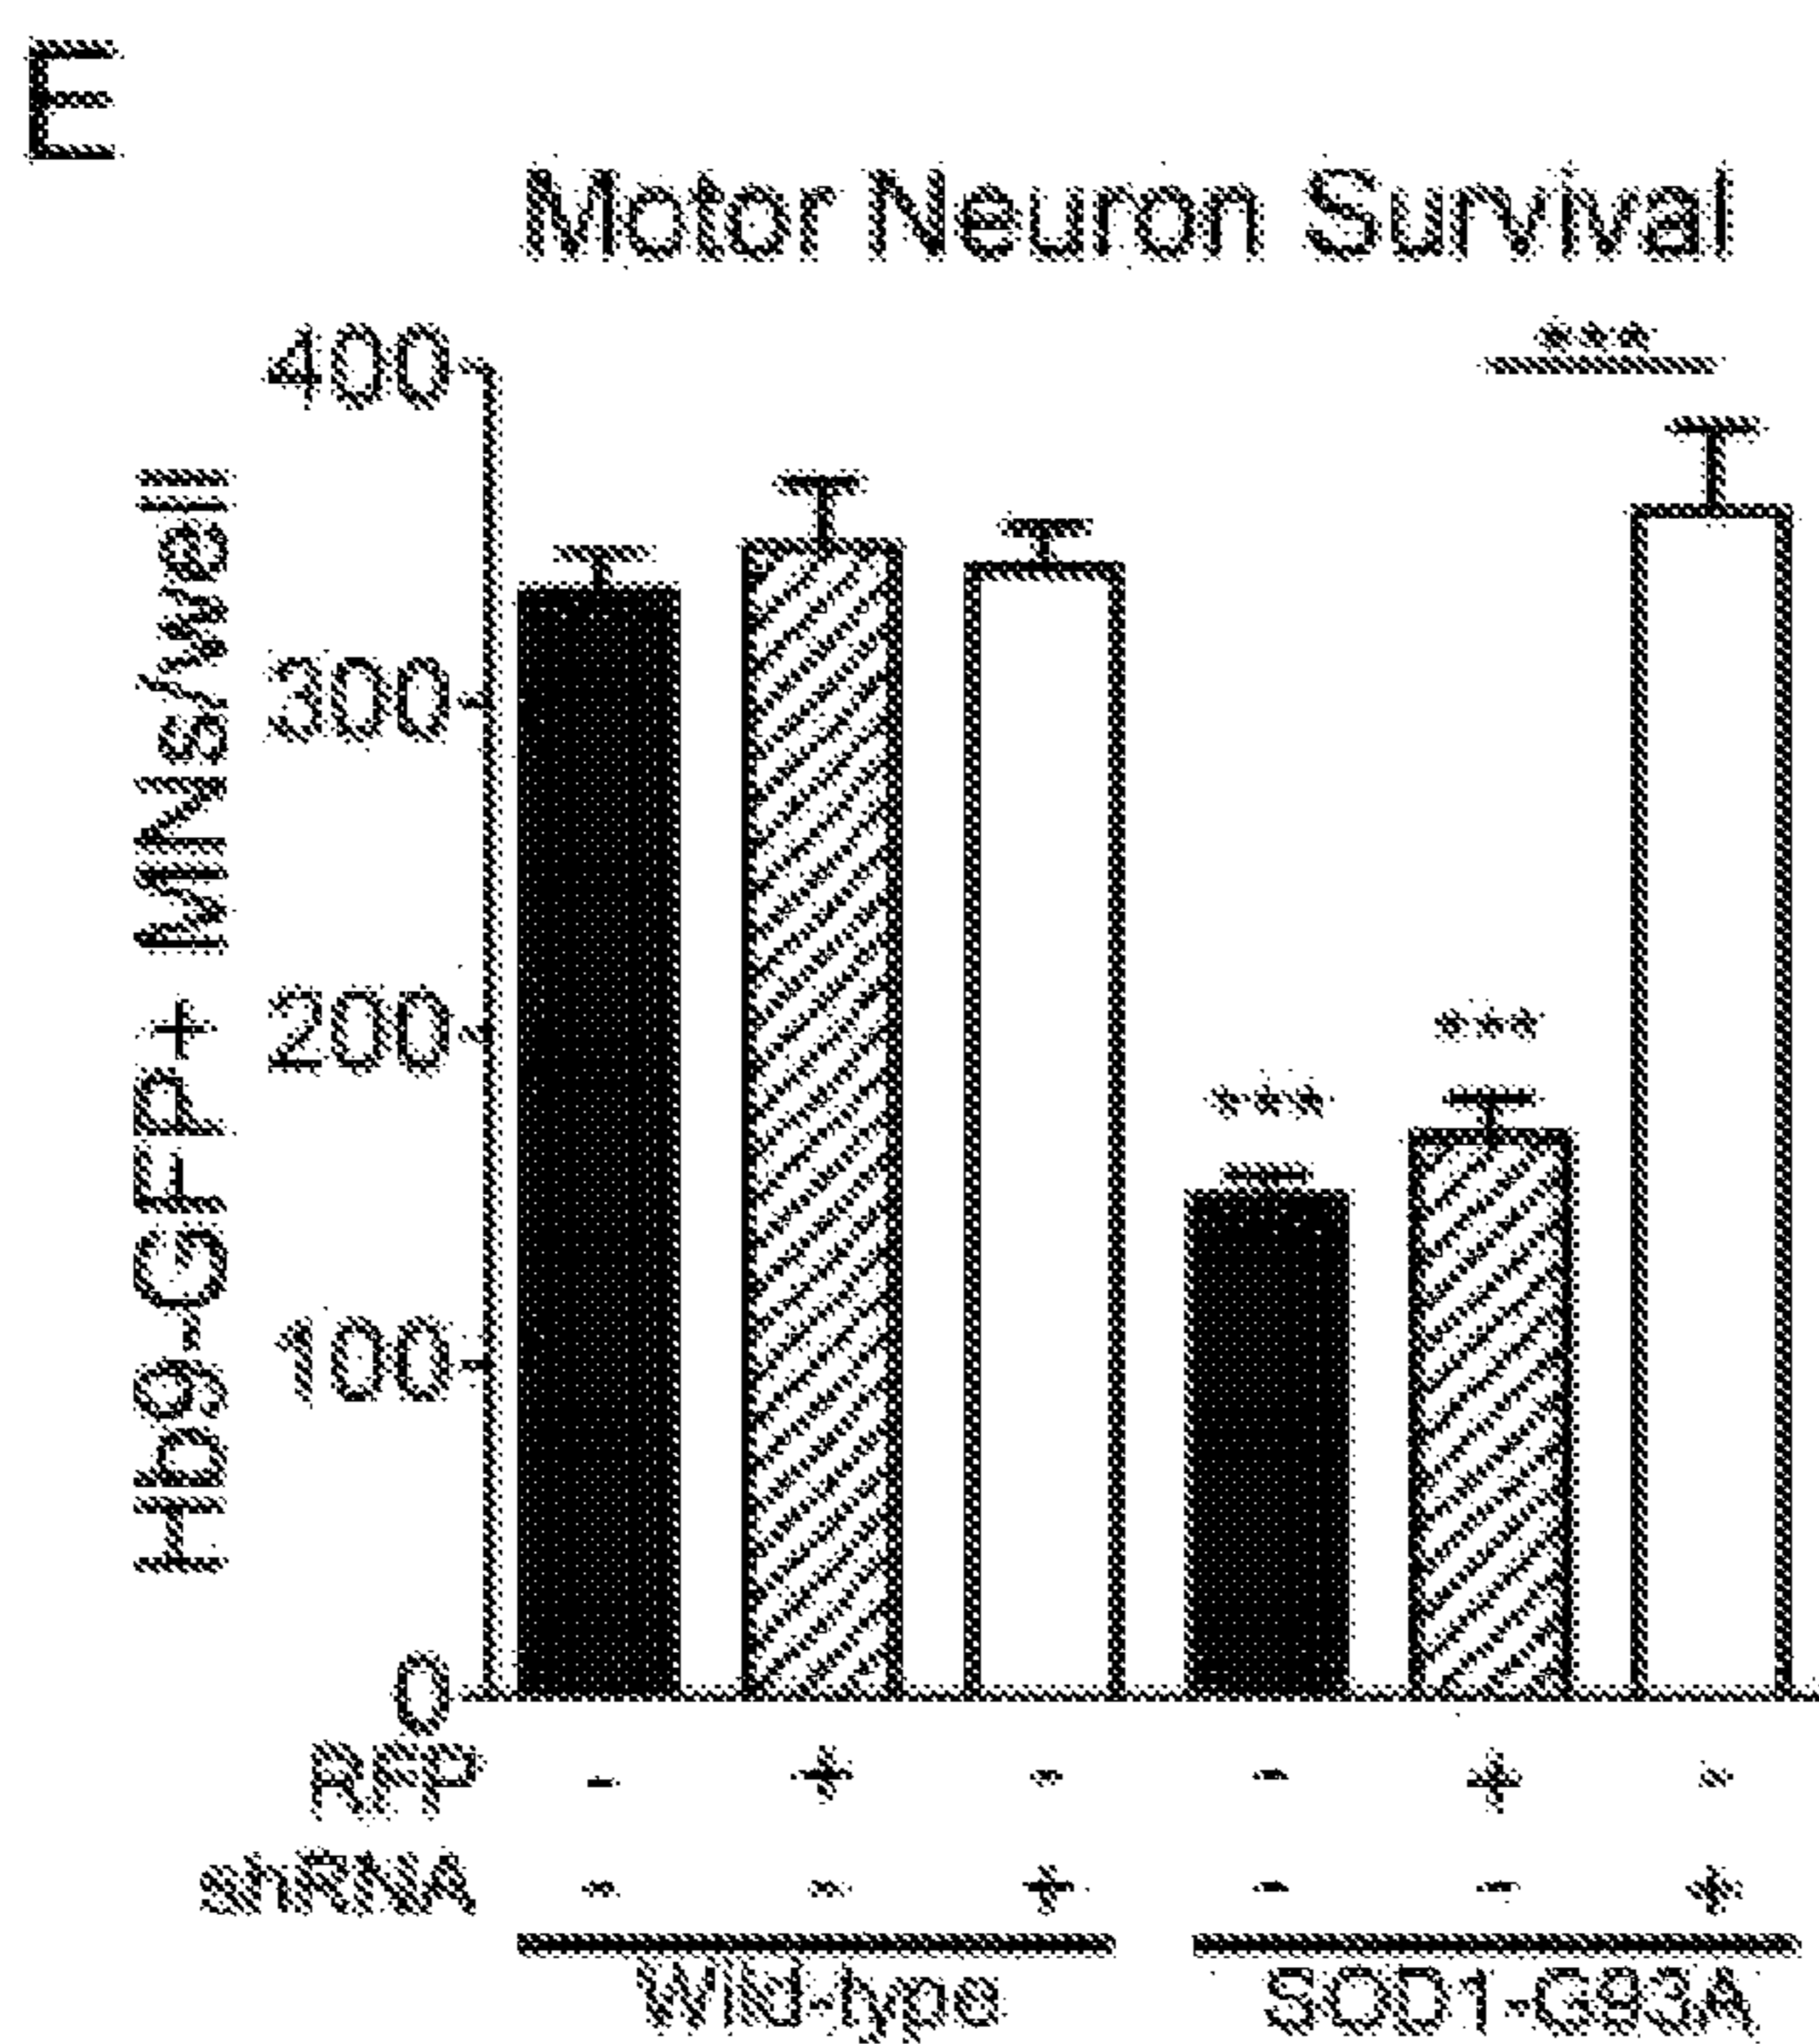 E
Motor Neuron Survival
Hb9-GFP+ MNs/well
400
300
200
100
0
***
***
***
RFP - + - - + -
shRNA - - + - - +
Wild-type SOD1-G93A